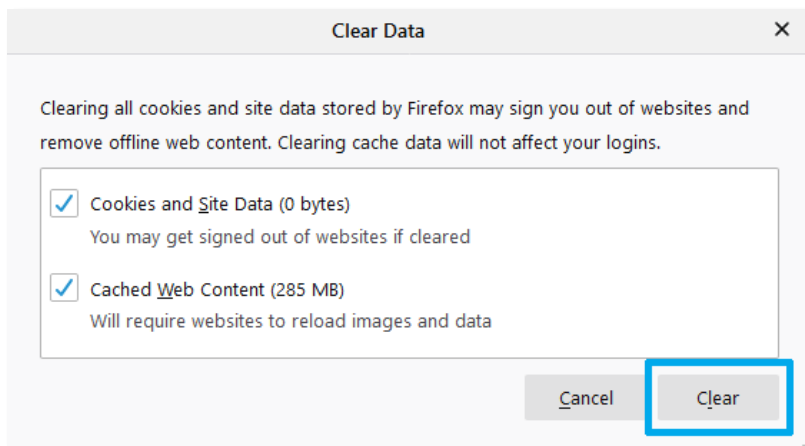 Clear Data
Clearing all cookies and site data stored by Firefox may sign you out of websites and
remove offline web content. Clearing cache data will not affect your logins.
Cookies and Site Data (0 bytes)
You may get signed out of websites if cleared
Cached Web Content (285 MB)
Will require websites to reload images and data
Cancel
Clear